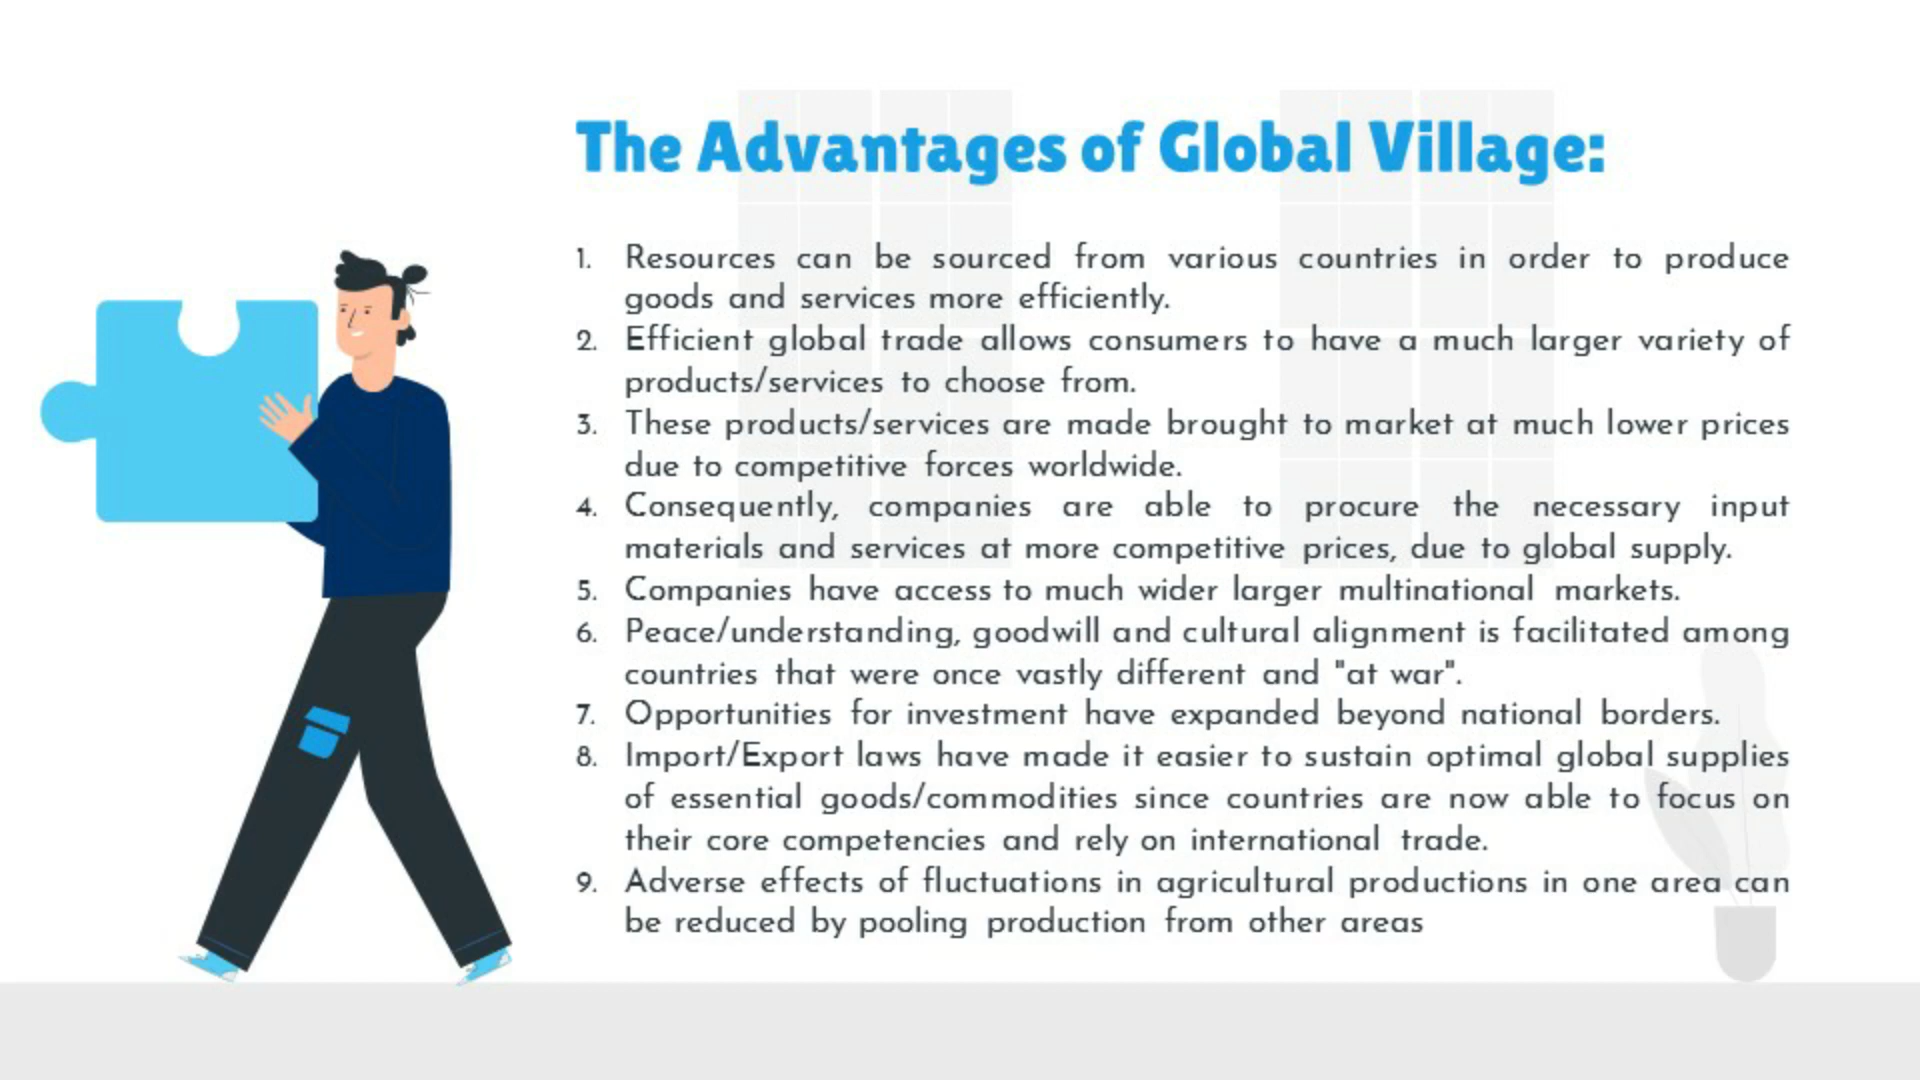 The Advantages of Global Village:
1. Resources can be sourced from various countries in order to produce
goods and services more efficiently.
2. Efficient global trade allows consumers to have a much larger variety of
products/services to choose from.
3. These products/services are made brought to market at much lower prices
due to competitive forces worldwide.
4. Consequently, companies are able to procure the necessary input
materials and services at more competitive prices, due to global supply.
5. Companies have access to much wider larger multinational markets.
6. Peace/understanding, goodwill and cultural alignment is facilitated among
countries that were once vastly different and "at war".
7. Opportunities for investment have expanded beyond national borders.
8. Import/Export laws have made it easier to sustain optimal global supplies
of essential goods/commodities since countries are now able to focus on
their core competencies and rely on international trade.
9. Adverse effects of fluctuations in agricultural productions in one area can
be reduced by pooling production from other areas